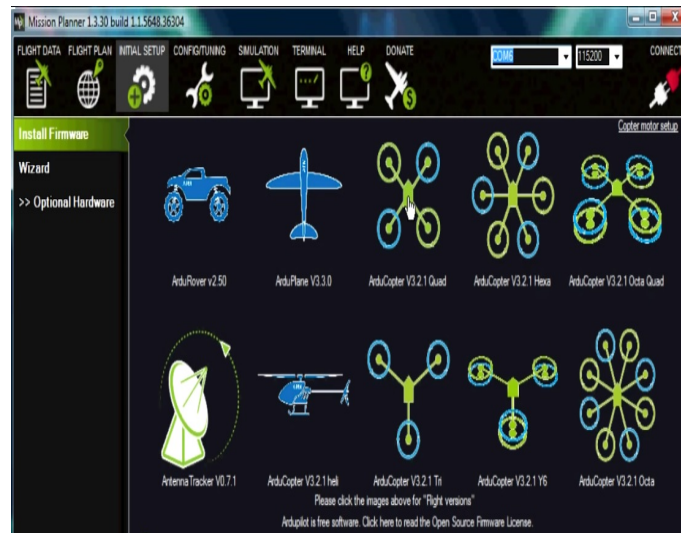 Mission Planner 1.3.30 build 1.1.5648.36304
FLIGHT DATA FLIGHT PLAN INITIAL SETUP CONFIG/TUNING SIMULATION TERMINAL HELP DONATE
COM6 115200 CONNECT
Install Firmware
Copter motor setup
Wizard
>> Optional Hardware
ArduRover v2.50 ArduPlane V3.3.0 ArduCopter V3.2.1 Quad ArduCopter V3.2.1 Hexa ArduCopter V3.2.1 Octa Quad
AntennaTracker V0.7.1 ArduCopter V3.2.1 heli ArduCopter V3.2.1 Tri ArduCopter V3.2.1 Y6 ArduCopter V3.2.1 Octa
Please click the images above for "Flight versions"
Ardupilot is free software. Click here to read the Open Source Firmware License.